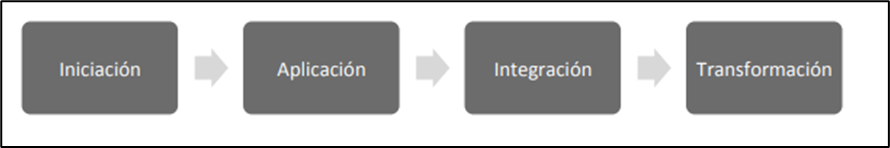 Iniciación
Aplicación
Integración
Transformación